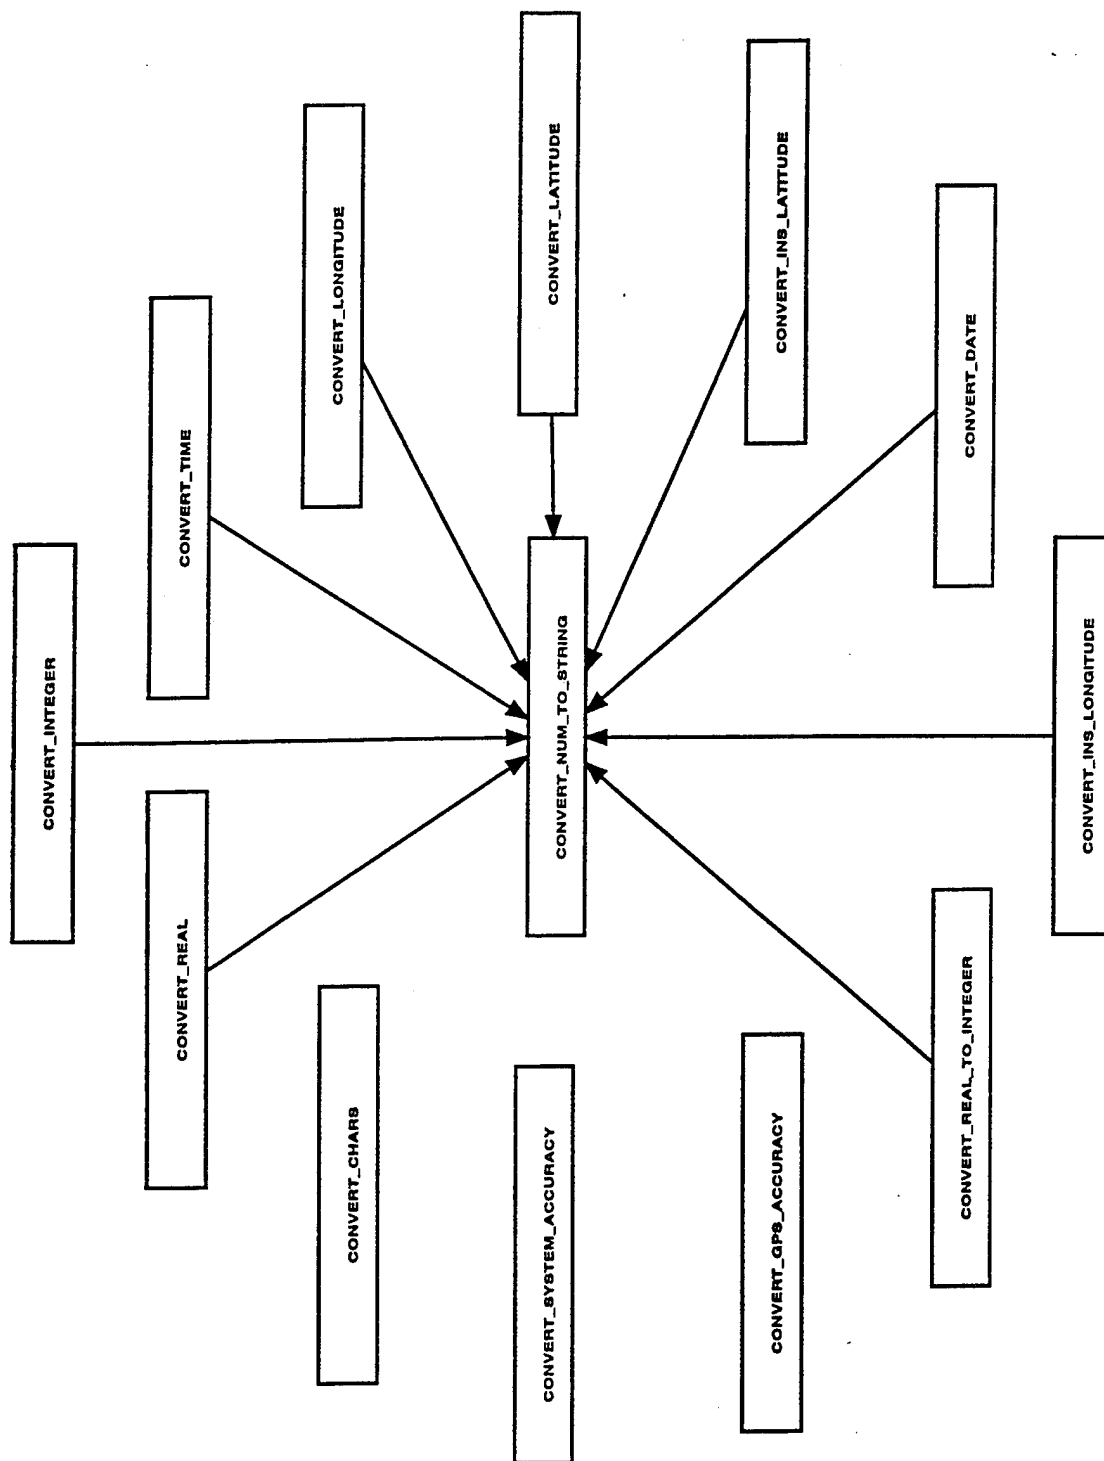 CONVERT_INTEGER
CONVERT_REAL
CONVERT_TIME
CONVERT_CHARS
CONVERT_LONGITUDE
CONVERT_SYSTEM_ACCURACY
CONVERT_NUM_TO_STRING
CONVERT_LATITUDE
CONVERT_GPS_ACCURACY
CONVERT_INS_LATITUDE
CONVERT_REAL_TO_INTEGER
CONVERT_DATE
CONVERT_INS_LONGITUDE